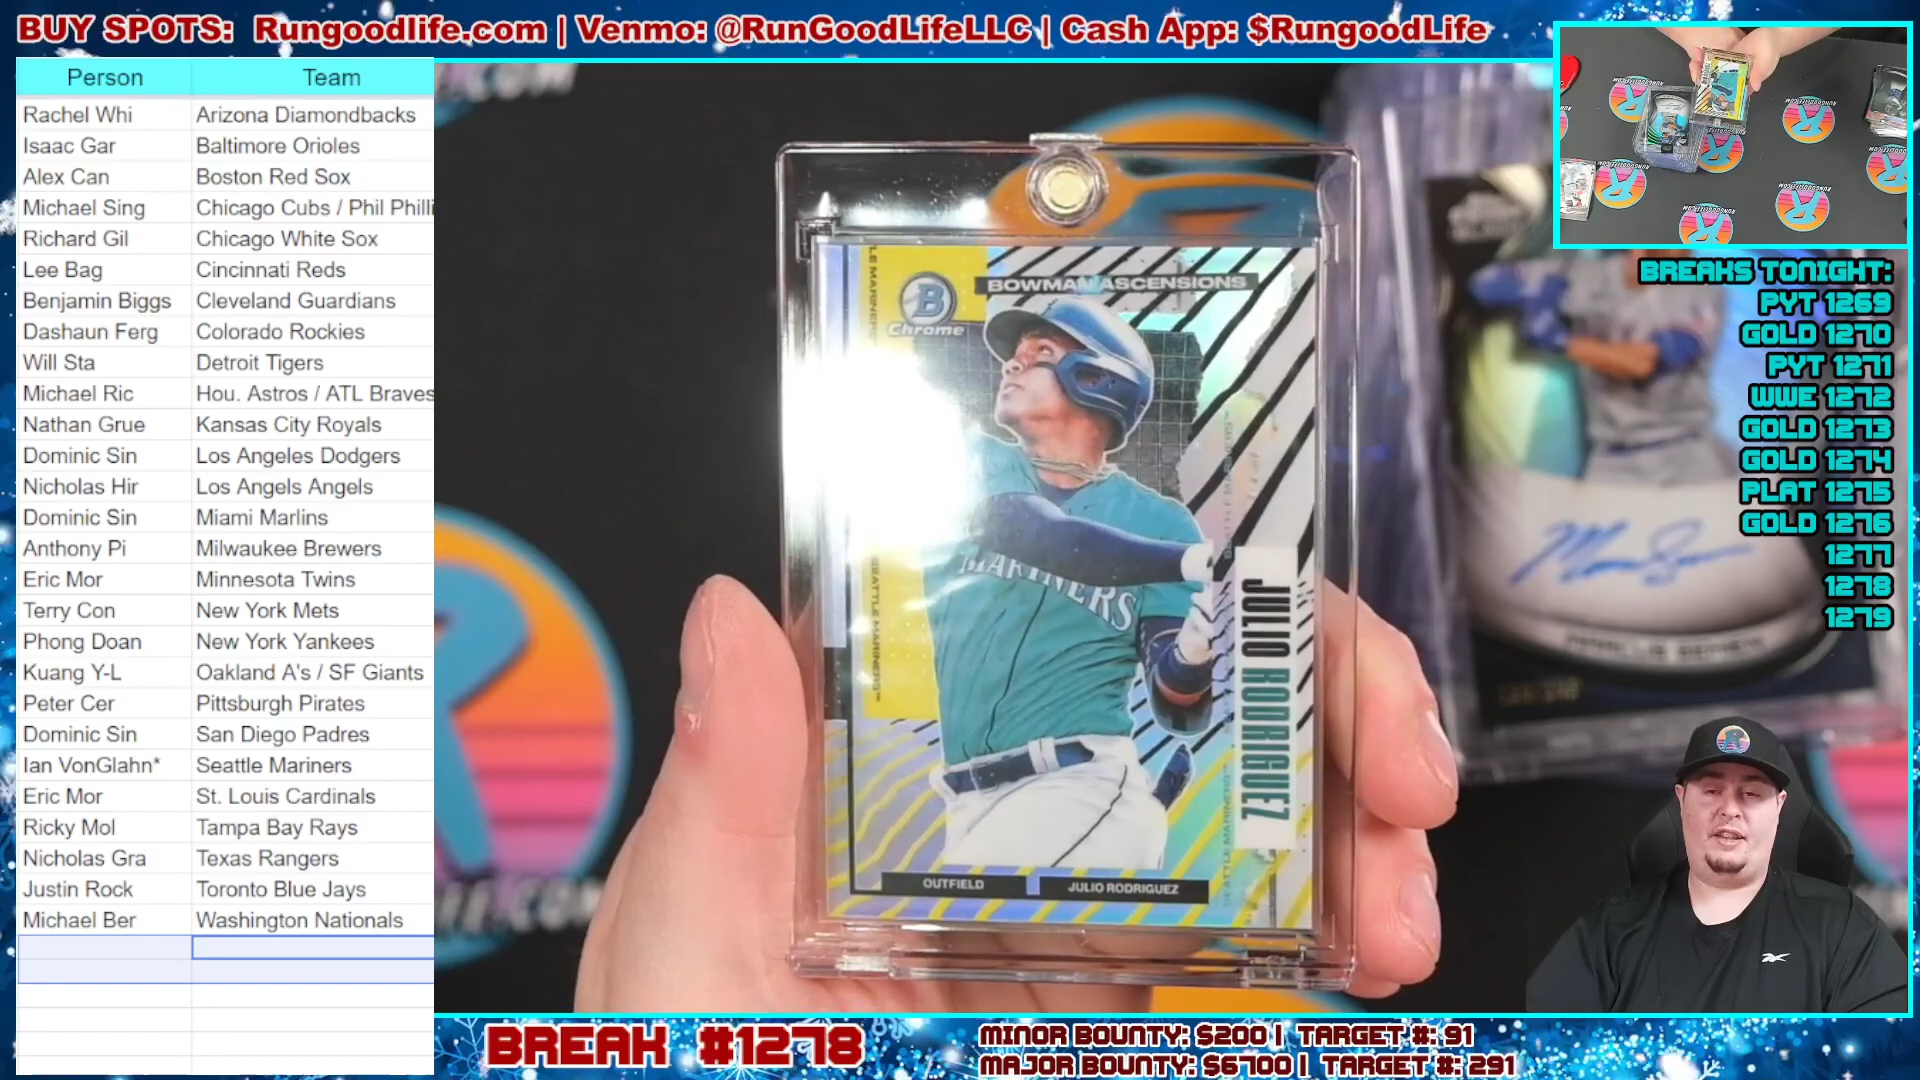 BUY SPOTS: Rungoodlife.com | Venmo: @RunGoodLifeLLC | Cash App: $RungoodLife
Person Team
Rachel Whi Arizona Diamondbacks
Isaac Gar Baltimore Orioles
Alex Can Boston Red Sox
Michael Sing Chicago Cubs / Phil Philli
Richard Gil Chicago White Sox
Lee Bag Cincinnati Reds
Benjamin Biggs Cleveland Guardians
Dashaun Ferg Colorado Rockies
Will Sta Detroit Tigers
Michael Ric Hou. Astros / ATL Braves
Nathan Grue Kansas City Royals
Dominic Sin Los Angeles Dodgers
Nicholas Hir Los Angels Angels
Dominic Sin Miami Marlins
Anthony Pi Milwaukee Brewers
Eric Mor Minnesota Twins
Terry Con New York Mets
Phong Doan New York Yankees
Kuang Y-L Oakland A's / SF Giants
Peter Cer Pittsburgh Pirates
Dominic Sin San Diego Padres
Ian VonGlahn* Seattle Mariners
Eric Mor St. Louis Cardinals
Ricky Mol Tampa Bay Rays
Nicholas Gra Texas Rangers
Justin Rock Toronto Blue Jays
Michael Ber Washington Nationals
BOWMAN ASCENSIONS
B
Chrome
MARINERS
JULIO RODRIGUEZ
SEATTLE MARINERS™
OUTFIELD JULIO RODRIGUEZ
BREAKS TONIGHT:
PYT 1269
GOLD 1270
PYT 1271
WWE 1272
GOLD 1273
GOLD 1274
PLAT 1275
GOLD 1276
1277
1278
1279
BREAK #1278
MINOR BOUNTY: $200 | TARGET #: 91
MAJOR BOUNTY: $6700 | TARGET #: 291